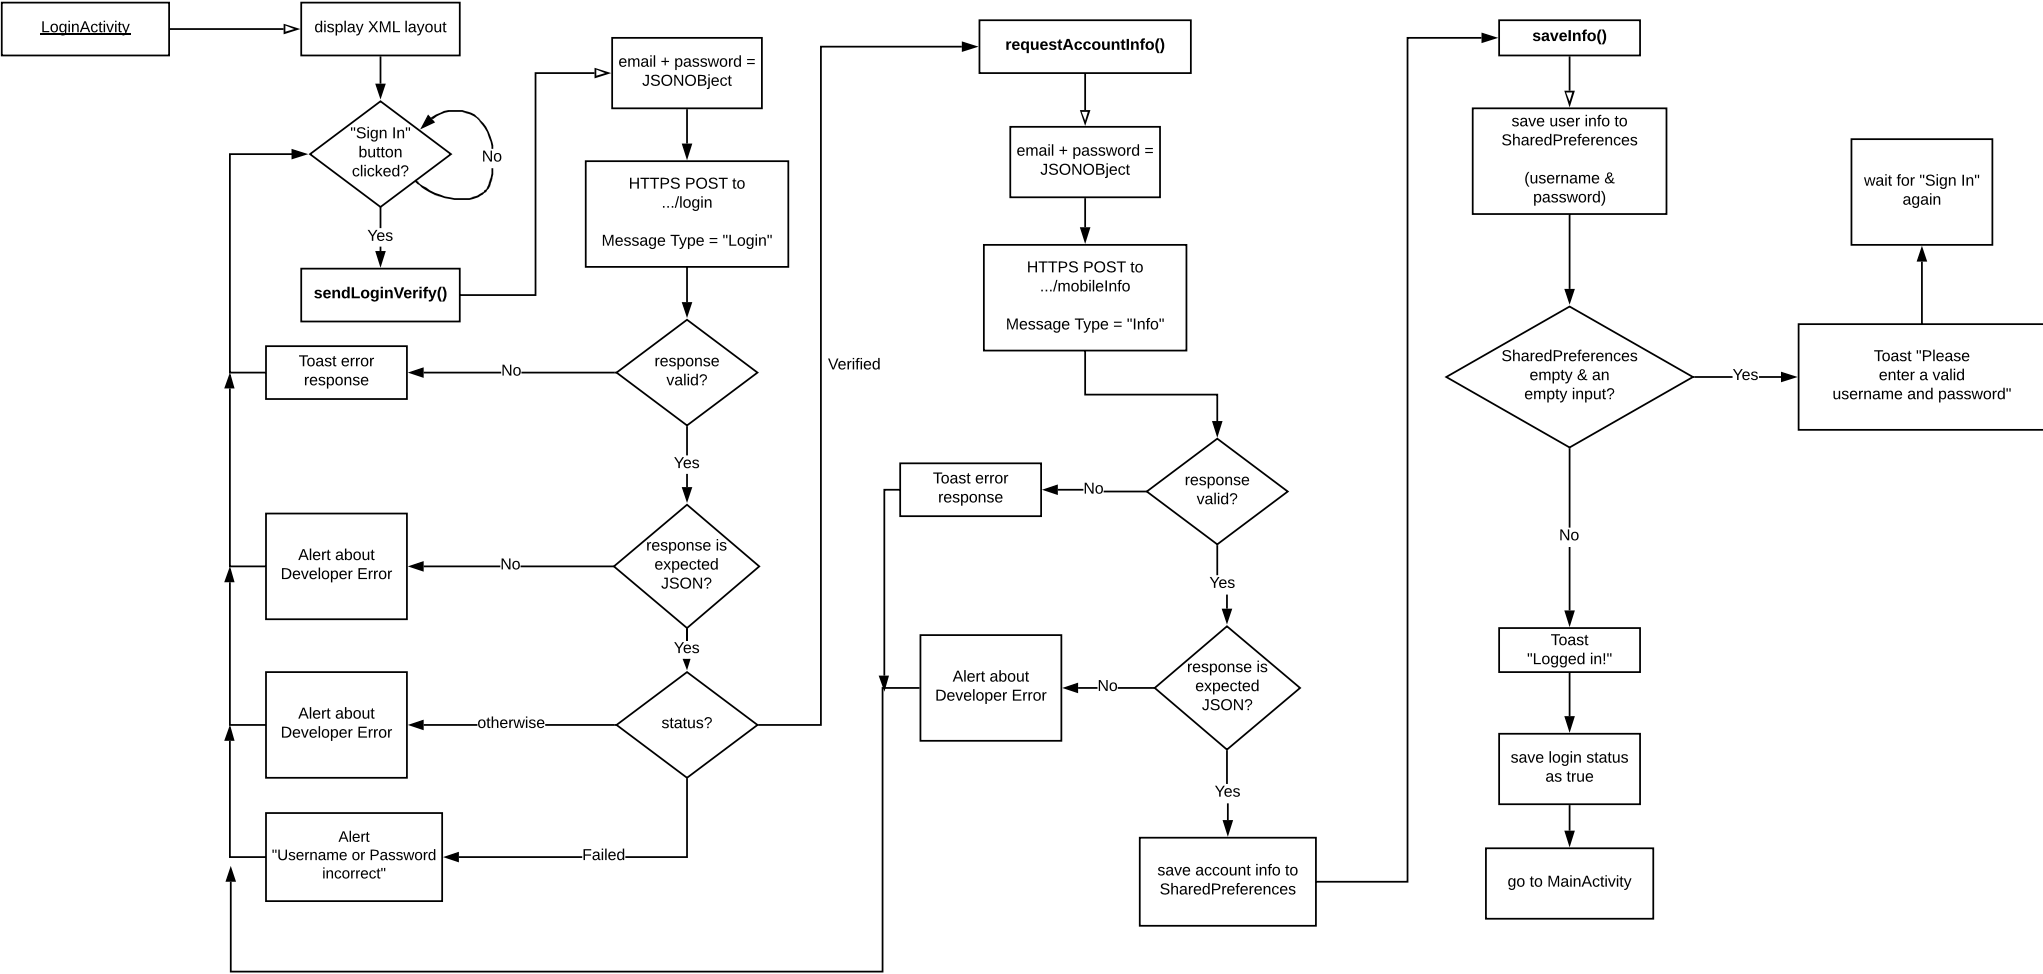 LoginActivity
display XML layout
"Sign In"
button
clicked?
No
Yes
sendLoginVerify()
email + password =
JSONOBject
HTTPS POST to
.../login
Message Type = "Login"
response
valid?
No
Toast error
response
Yes
response is
expected
JSON?
No
Alert about
Developer Error
Yes
status?
otherwise
Alert about
Developer Error
Failed
Alert
"Username or Password
incorrect"
Verified
requestAccountInfo()
email + password =
JSONOBject
HTTPS POST to
.../mobileInfo
Message Type = "Info"
response
valid?
No
Toast error
response
Yes
response is
expected
JSON?
No
Alert about
Developer Error
Yes
save account info to
SharedPreferences
saveInfo()
save user info to
SharedPreferences
(username &
password)
SharedPreferences
empty & an
empty input?
Yes
Toast "Please
enter a valid
username and password"
wait for "Sign In"
again
No
Toast
"Logged in!"
save login status
as true
go to MainActivity